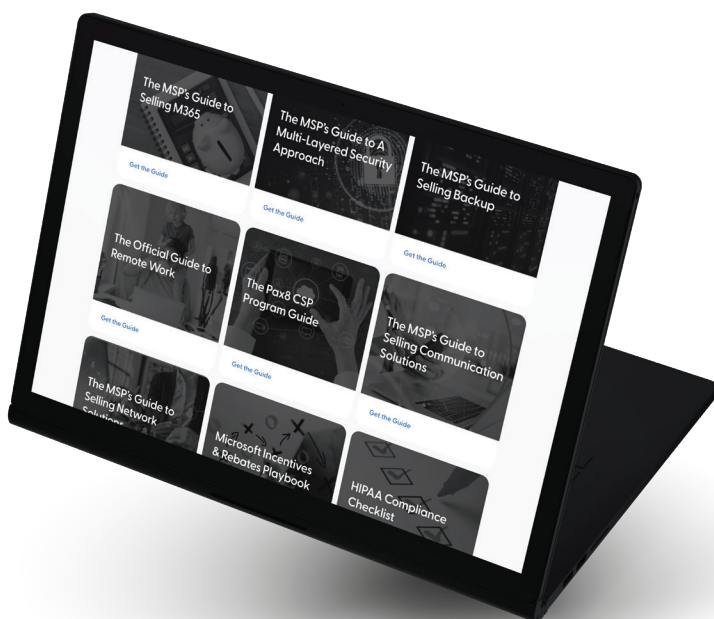 The MSP's Guide to
Selling M365
Get the Guide
The MSP's Guide to A
Multi-Layered Security
Approach
Get the Guide
The MSP's Guide to
Selling Backup
Get the Guide
The Official Guide to
Remote Work
Get the Guide
The Pax8 CSP
Program Guide
Get the Guide
The MSP's Guide to
Selling Communication
Solutions
Get the Guide
The MSP's Guide to
Selling Network
Solutions
Microsoft Incentives
& Rebates Playbook
HIPAA Compliance
Checklist